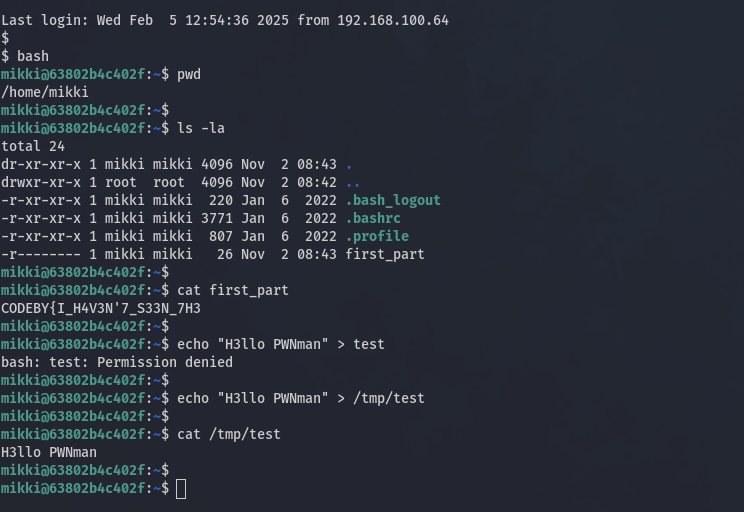 Last login: Wed Feb  5 12:54:36 2025 from 192.168.100.64
$
$ bash
mikki@63802b4c402f:~$ pwd
/home/mikki
mikki@63802b4c402f:~$
mikki@63802b4c402f:~$ ls -la
total 24
dr-xr-xr-x 1 mikki mikki 4096 Nov  2 08:43 .
drwxr-xr-x 1 root  root  4096 Nov  2 08:42 ..
-r-xr-xr-x 1 mikki mikki  220 Jan  6  2022 .bash_logout
-r-xr-xr-x 1 mikki mikki 3771 Jan  6  2022 .bashrc
-r-xr-xr-x 1 mikki mikki  807 Jan  6  2022 .profile
-r-------- 1 mikki mikki   26 Nov  2 08:43 first_part
mikki@63802b4c402f:~$
mikki@63802b4c402f:~$ cat first_part
CODEBY{I_H4V3N'7_S33N_7H3
mikki@63802b4c402f:~$
mikki@63802b4c402f:~$ echo "H3llo PWNman" > test
bash: test: Permission denied
mikki@63802b4c402f:~$
mikki@63802b4c402f:~$ echo "H3llo PWNman" > /tmp/test
mikki@63802b4c402f:~$
mikki@63802b4c402f:~$ cat /tmp/test
H3llo PWNman
mikki@63802b4c402f:~$
mikki@63802b4c402f:~$